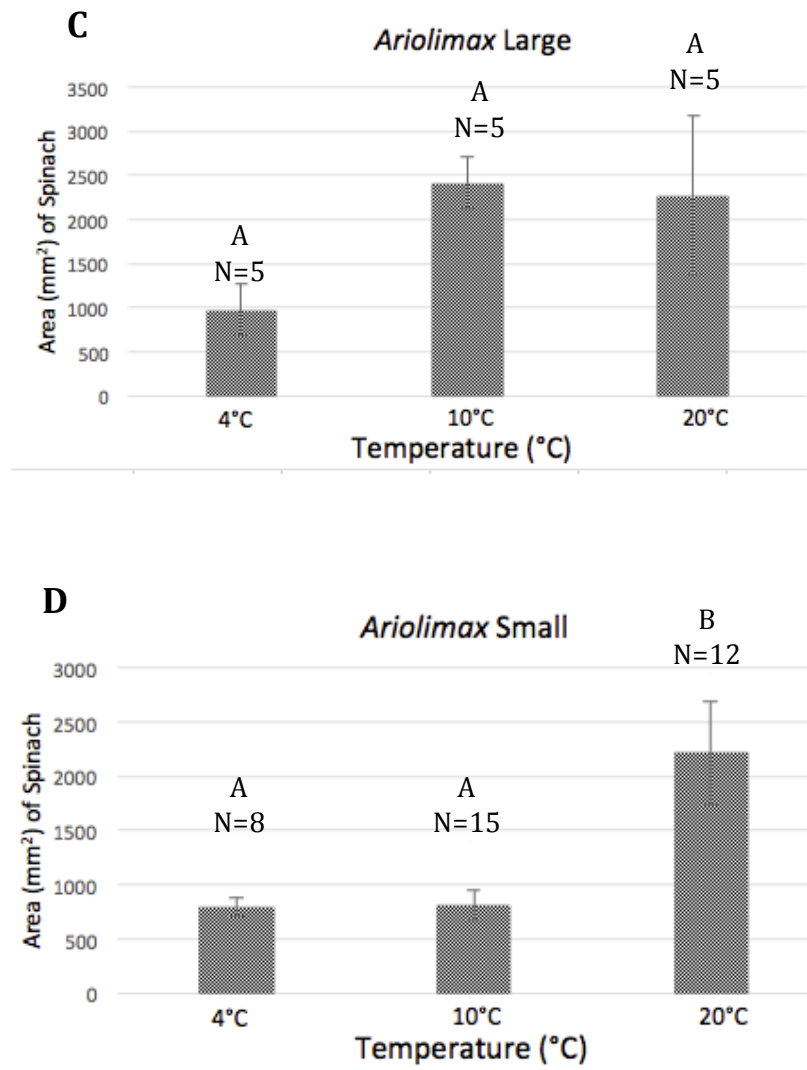 C
Ariolimax Large
A
N=5
A
N=5
A
N=5
Area (mm²) of Spinach
3500
3000
2500
2000
1500
1000
500
0
4°C
10°C
20°C
Temperature (°C)
D
Ariolimax Small
A
N=8
A
N=15
B
N=12
Area (mm²) of Spinach
3000
2500
2000
1500
1000
500
0
4°C
10°C
20°C
Temperature (°C)